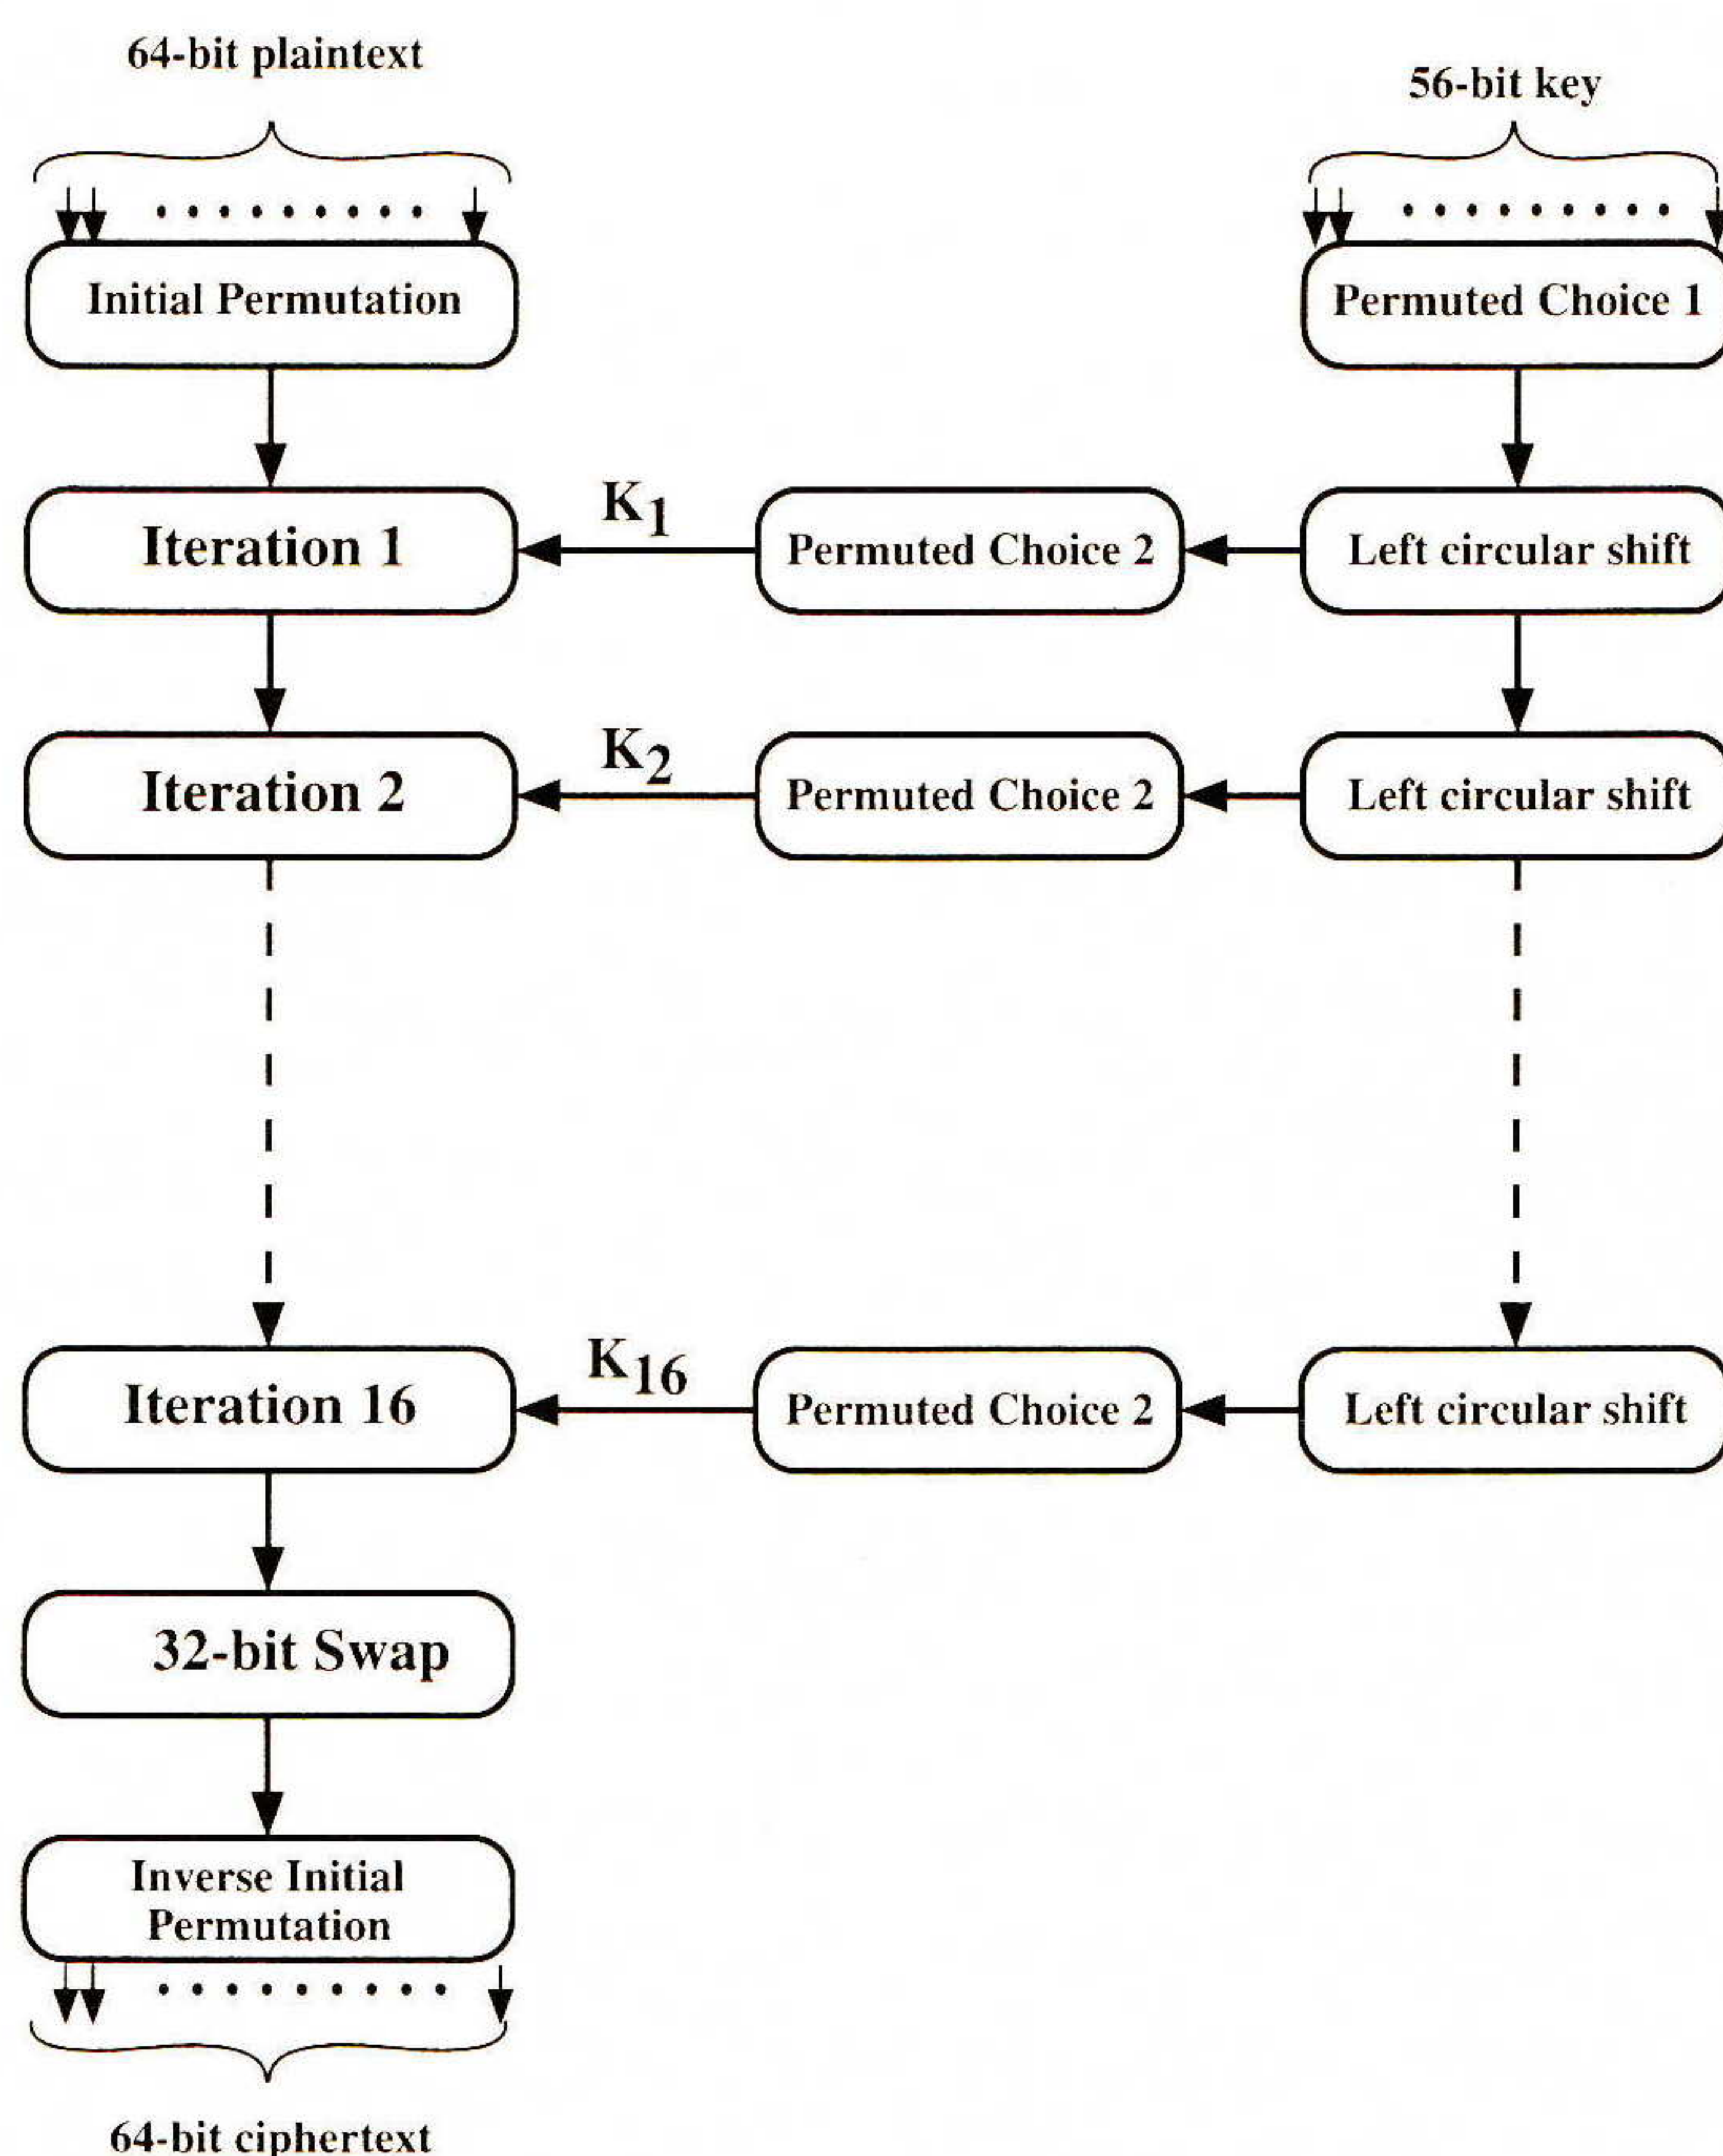 64-bit plaintext
56-bit key
Initial Permutation
Permuted Choice 1
Iteration 1
K1
Permuted Choice 2
Left circular shift
Iteration 2
K2
Permuted Choice 2
Left circular shift
Iteration 16
K16
Permuted Choice 2
Left circular shift
32-bit Swap
Inverse Initial
Permutation
64-bit ciphertext